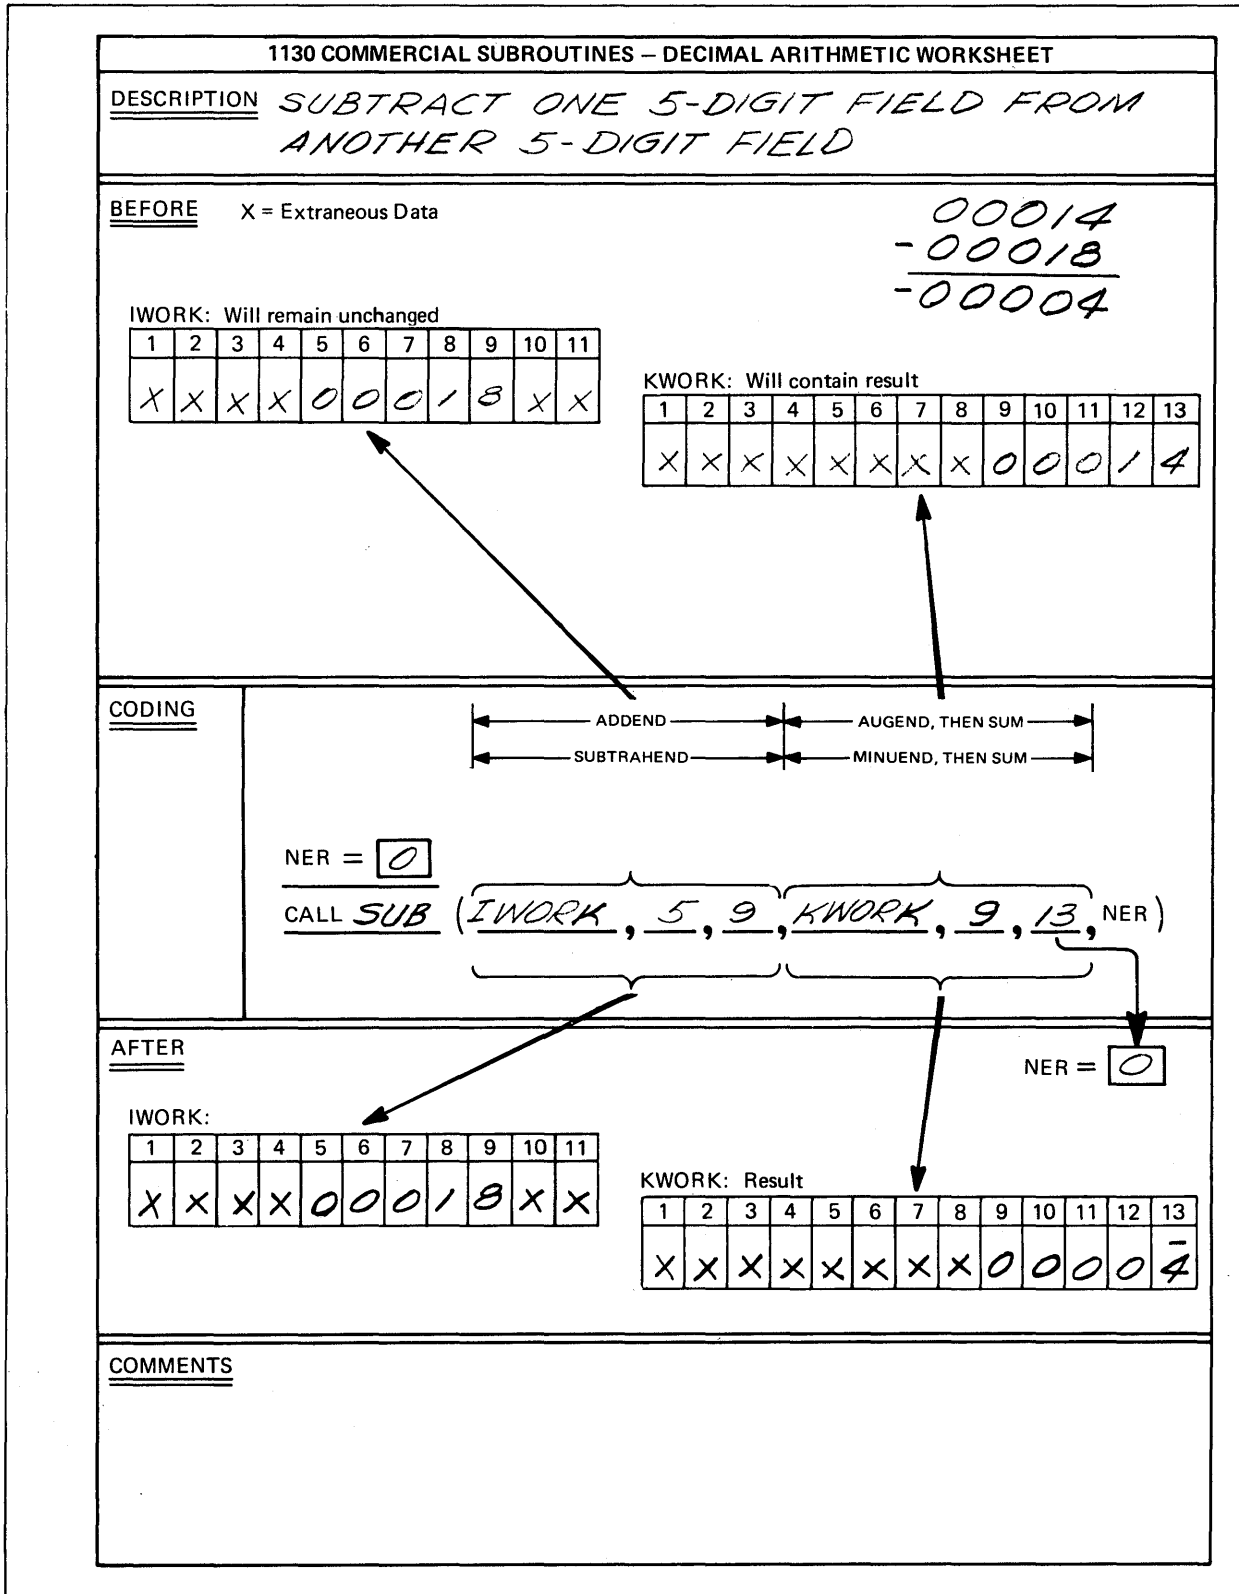 1130 COMMERCIAL SUBROUTINES – DECIMAL ARITHMETIC WORKSHEET
DESCRIPTION SUBTRACT ONE 5-DIGIT FIELD FROM
ANOTHER 5-DIGIT FIELD
BEFORE X = Extraneous Data
00014
-00018
-00004
IWORK: Will remain unchanged
1 2 3 4 5 6 7 8 9 10 11
X X X X 0 0 0 1 8 X X
KWORK: Will contain result
1 2 3 4 5 6 7 8 9 10 11 12 13
X X X X X X X X 0 0 0 1 4
CODING
ADDEND AUGEND, THEN SUM
SUBTRAHEND MINUEND, THEN SUM
NER = 0
CALL SUB (IWORK, 5, 9, KWORK, 9, 13, NER)
AFTER
NER = 0
IWORK:
1 2 3 4 5 6 7 8 9 10 11
X X X X 0 0 0 1 8 X X
KWORK: Result
1 2 3 4 5 6 7 8 9 10 11 12 13
X X X X X X X X 0 0 0 0 4̅
COMMENTS